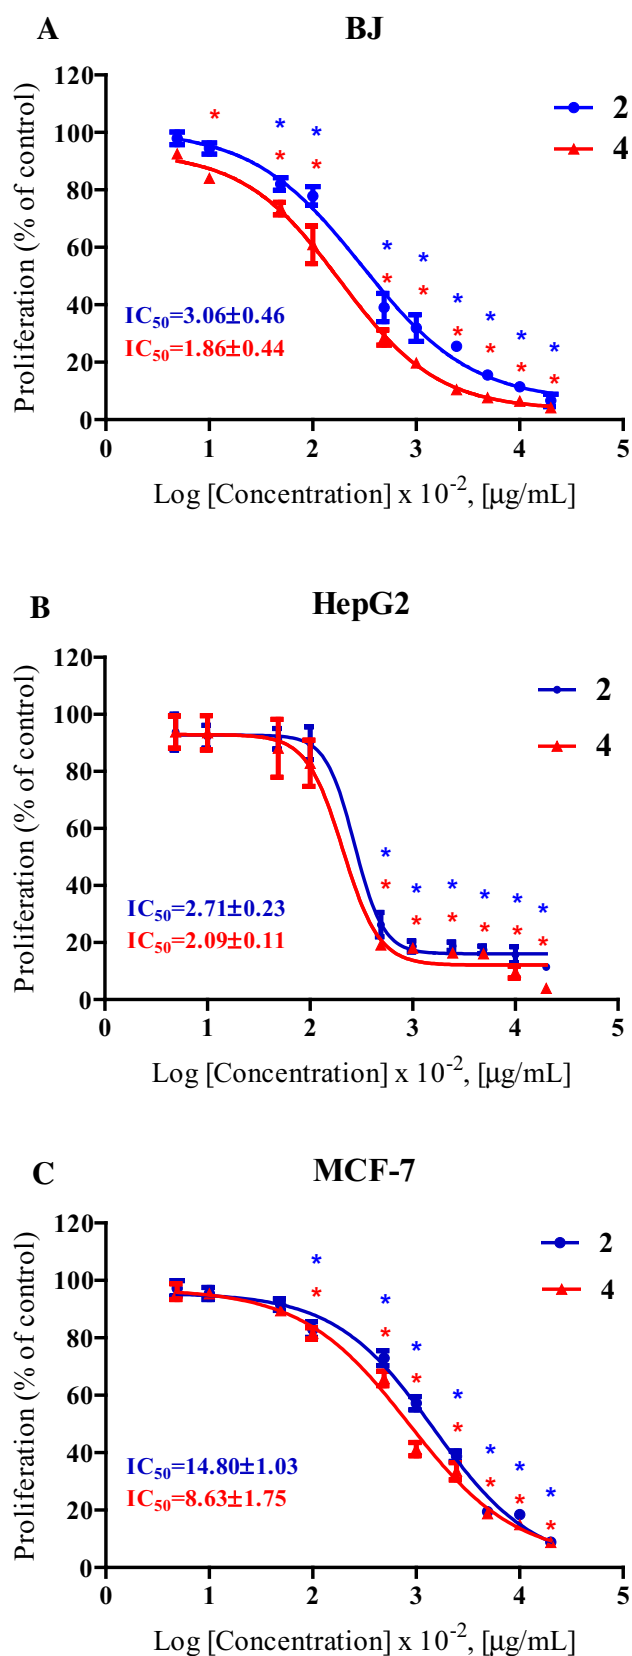 A
BJ
Proliferation (% of control)
120
100
80
60
40
20
0
2
4
* * *
* * *
* * * * * *
* * * * * *
IC₅₀=3.06±0.46
IC₅₀=1.86±0.44
0 1 2 3 4 5
Log [Concentration] x 10⁻², [μg/mL]
B
HepG2
Proliferation (% of control)
120
100
80
60
40
20
0
2
4
* * * * * *
* * * * * *
IC₅₀=2.71±0.23
IC₅₀=2.09±0.11
0 1 2 3 4 5
Log [Concentration] x 10⁻², [μg/mL]
C
MCF-7
Proliferation (% of control)
120
100
80
60
40
20
0
2
4
* * * * * * *
* * * * * * *
IC₅₀=14.80±1.03
IC₅₀=8.63±1.75
0 1 2 3 4 5
Log [Concentration] x 10⁻², [μg/mL]